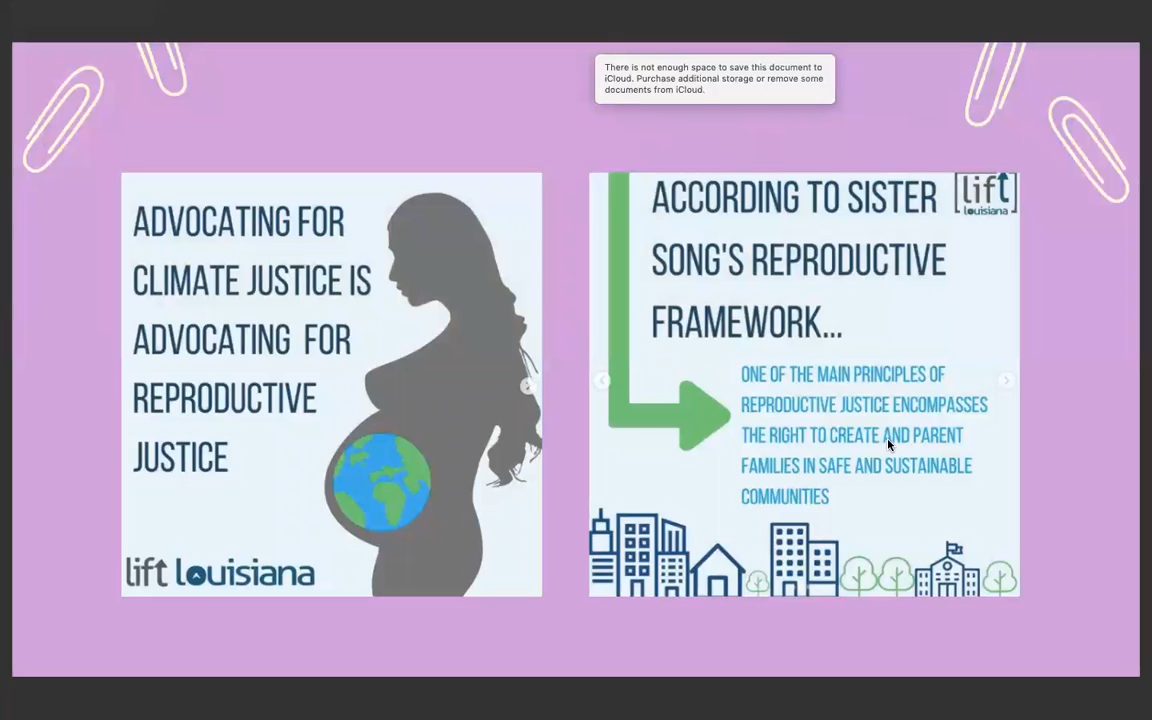 There is not enough space to save this document to
iCloud. Purchase additional storage or remove some
documents from iCloud.
ADVOCATING FOR
CLIMATE JUSTICE IS
ADVOCATING FOR
REPRODUCTIVE
JUSTICE
lift Louisiana
ACCORDING TO SISTER
SONG'S REPRODUCTIVE
FRAMEWORK...
[lift]
Louisiana
ONE OF THE MAIN PRINCIPLES OF
REPRODUCTIVE JUSTICE ENCOMPASSES
THE RIGHT TO CREATE AND PARENT
FAMILIES IN SAFE AND SUSTAINABLE
COMMUNITIES